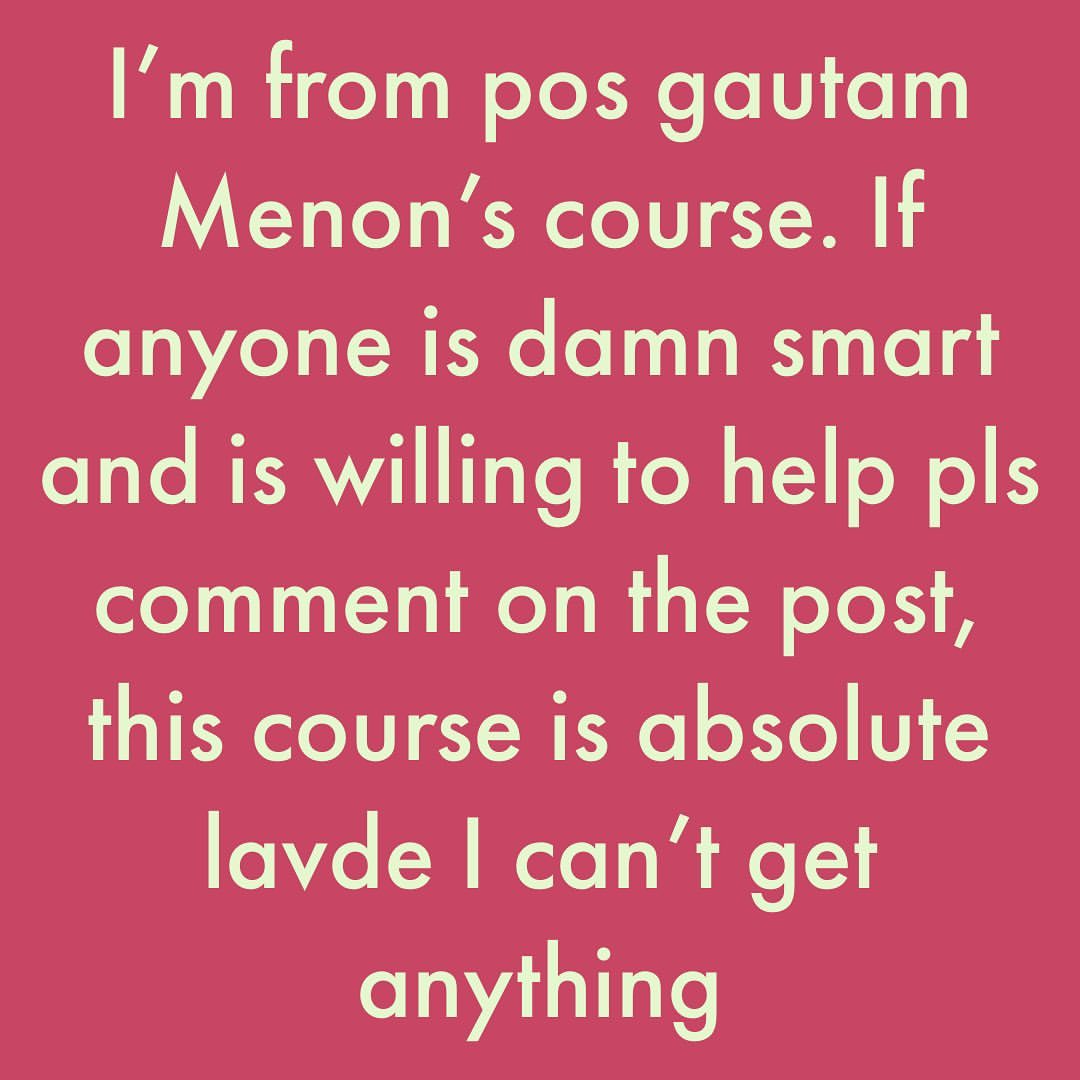 I’m from pos gautam
Menon’s course. If
anyone is damn smart
and is willing to help pls
comment on the post,
this course is absolute
lavde I can’t get
anything